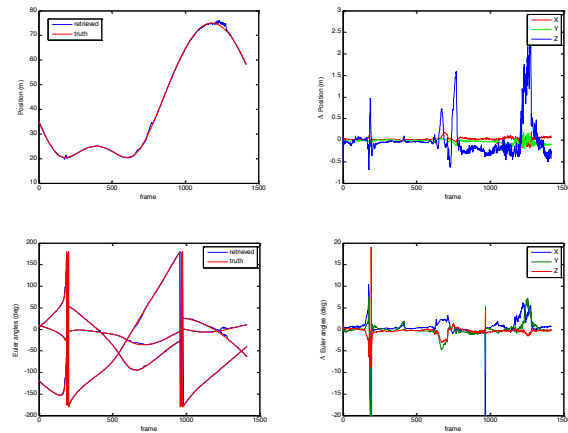 retrieved
truth
Position (m)
80
70
60
50
40
30
20
10
0 500 1000 1500
frame
X
Y
Z
Δ Position (m)
3
2.5
2
1.5
1
0.5
0
-0.5
-1
0 500 1000 1500
frame
retrieved
truth
Euler angles (deg)
200
150
100
50
0
-50
-100
-150
-200
0 500 1000 1500
frame
X
Y
Z
Δ Euler angles (deg)
20
15
10
5
0
-5
-10
-15
-20
0 500 1000 1500
frame